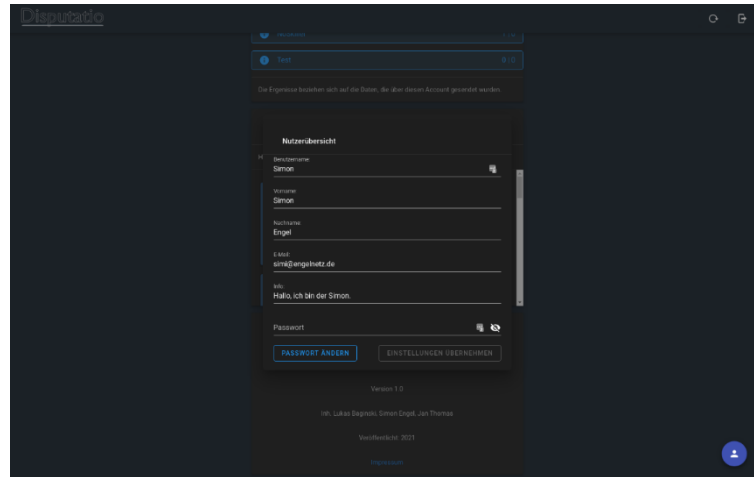 Disputatio
Test
Die Ergebnisse beziehen sich auf die Daten, die über diesen Account gesendet wurden.
Nutzerübersicht
Benutzername
Simon
Vorname
Simon
Nachname
Engel
E-Mail
simi@engelnetz.de
Info
Hallo, ich bin der Simon.
Passwort
PASSWORT ÄNDERN
EINSTELLUNGEN ÜBERNEHMEN
Version 1.0
Inh. Lukas Baginski, Simon Engel, Jan Thomas
Veröffentlicht: 2021
Impressum